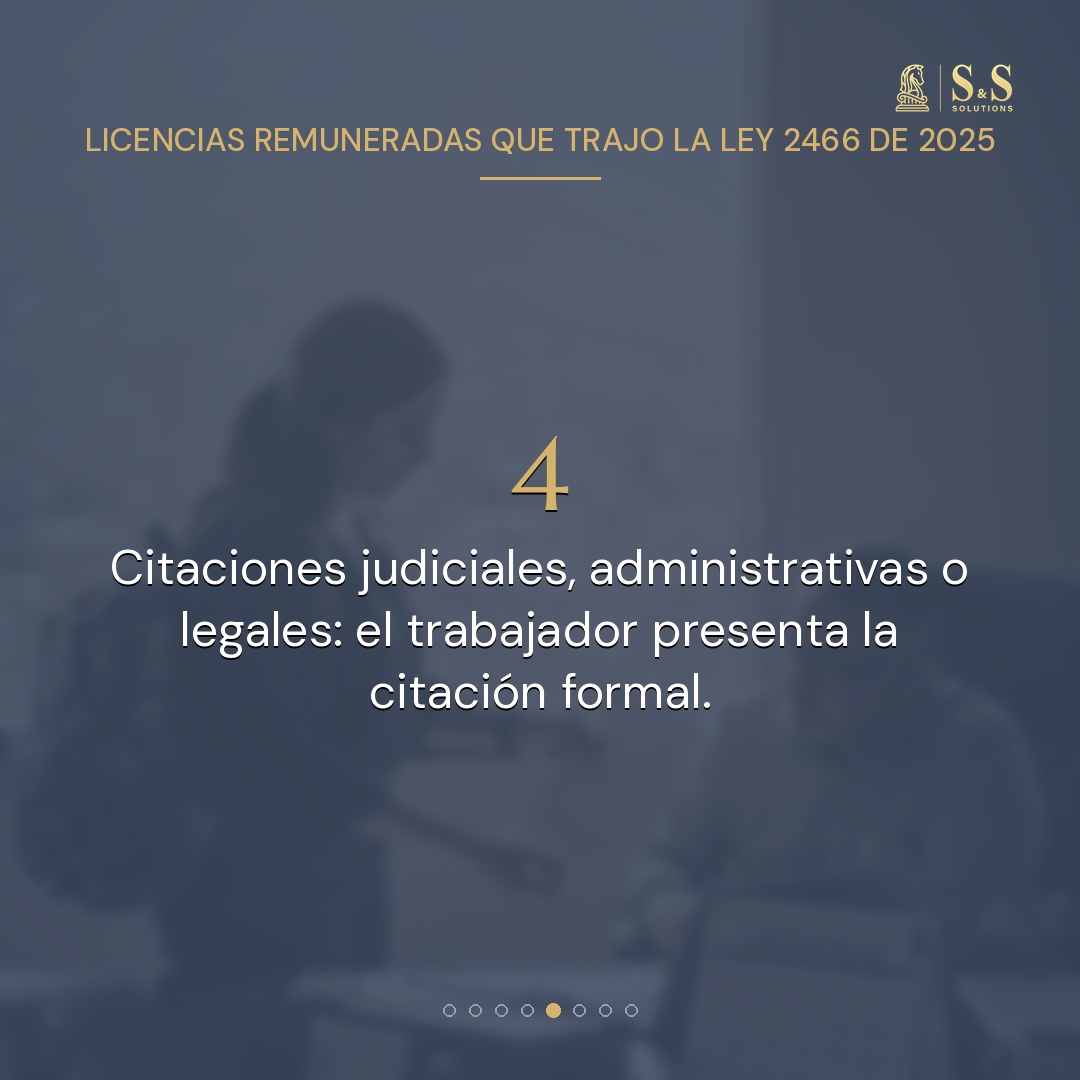 S&S
SOLUTIONS
LICENCIAS REMUNERADAS QUE TRAJO LA LEY 2466 DE 2025
4
Citaciones judiciales, administrativas o
legales: el trabajador presenta la
citación formal.